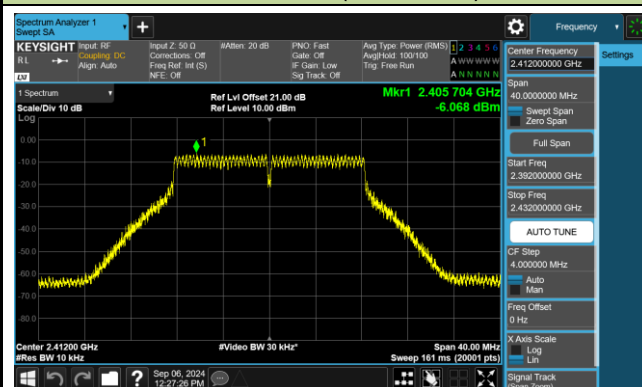 Spectrum Analyzer 1
Swept SA
Frequency
KEYSIGHT
RL
LXI
Input: RF
Coupling: DC
Align: Auto
Input Z: 50 Ω
Corrections: Off
Freq Ref: Int (S)
NFE: Off
#Atten: 20 dB
PNO: Fast
Gate: Off
IF Gain: Low
Sig Track: Off
Avg Type: Power (RMS)
Avg|Hold: 100/100
Trig: Free Run
1 2 3 4 5 6
A W W W W W
A N N N N N
1 Spectrum
Scale/Div 10 dB
Log
Ref Lvl Offset 21.00 dB
Ref Level 10.00 dBm
Mkr1 2.405 704 GHz
-6.068 dBm
1
0.00
-10.0
-20.0
-30.0
-40.0
-50.0
-60.0
-70.0
-80.0
Center 2.41200 GHz
#Res BW 10 kHz
#Video BW 30 kHz*
Span 40.00 MHz
Sweep 161 ms (20001 pts)
Sep 06, 2024
12:27:26 PM
Center Frequency
2.412000000 GHz
Settings
Span
40.0000000 MHz
Swept Span
Zero Span
Full Span
Start Freq
2.392000000 GHz
Stop Freq
2.432000000 GHz
AUTO TUNE
CF Step
4.000000 MHz
Auto
Man
Freq Offset
0 Hz
X Axis Scale
Log
Lin
Signal Track
(Span Zoom)